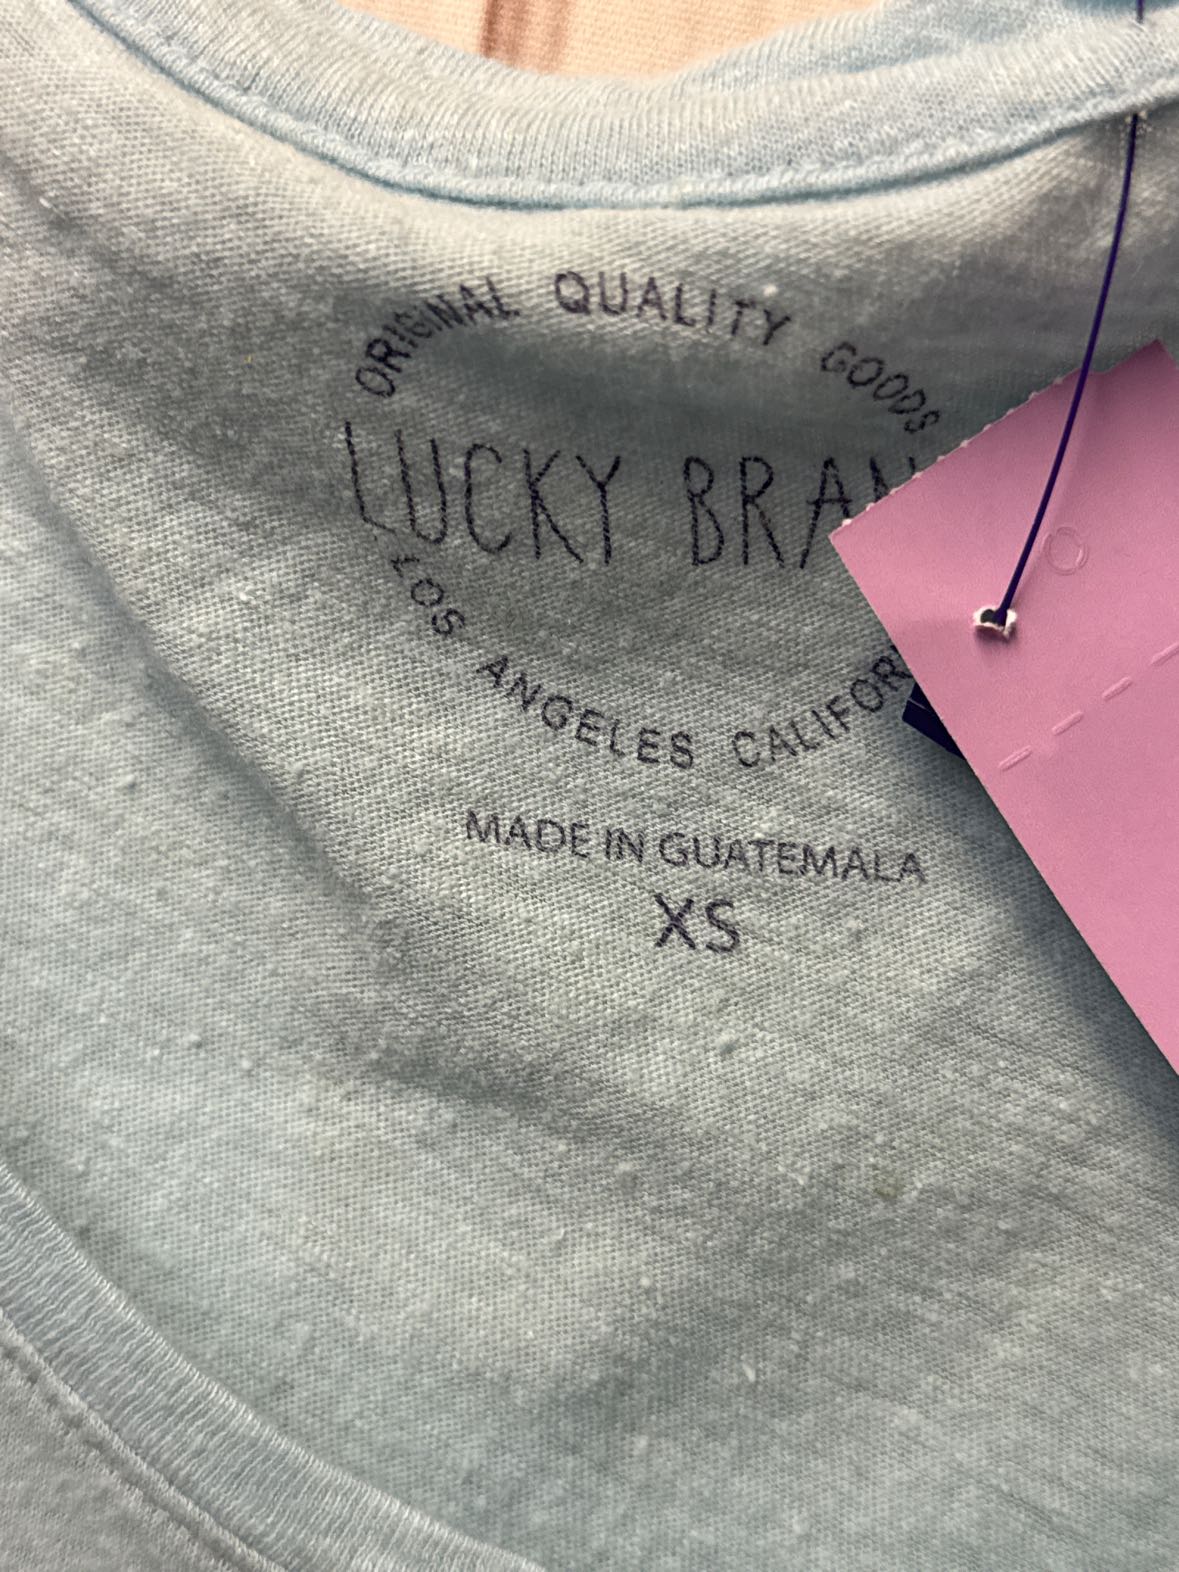 ORIGINAL QUALITY GOODS
LUCKY BRAN
LOS ANGELES CALIFOR
MADE IN GUATEMALA
XS